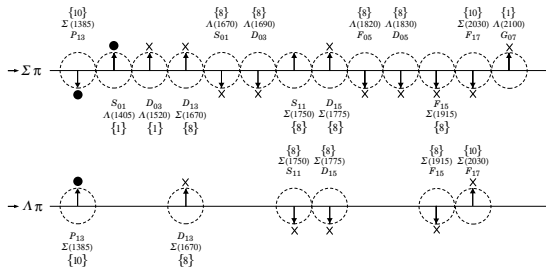 {10} {8} {8} {8} {8} {10} {1}
Σ(1385) Λ(1670) Λ(1690) Λ(1820) Λ(1830) Σ(2030) Λ(2100)
P13 S01 D03 F05 D05 F17 G07
Σπ
S01 D03 D13 S11 D15 F15
Λ(1405) Λ(1520) Σ(1670) Σ(1750) Σ(1775) Σ(1915)
{1} {1} {8} {8} {8} {8}
{8} {8} {8} {10}
Σ(1750) Σ(1775) Σ(1915) Σ(2030)
S11 D15 F15 F17
Λπ
P13 D13
Σ(1385) Σ(1670)
{10} {8}